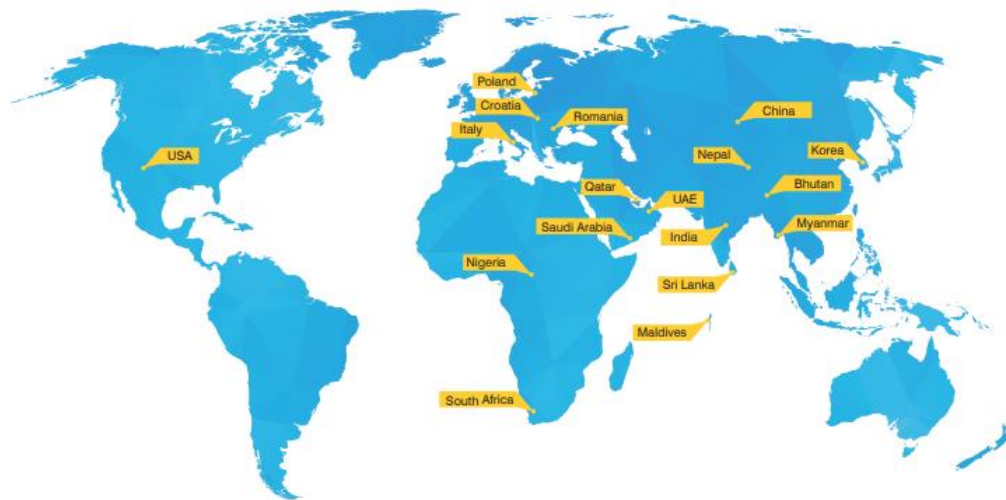 Poland
Croatia
Romania
China
Italy
USA
Nepal
Korea
Qatar
UAE
Bhutan
Saudi Arabia
India
Myanmar
Nigeria
Sri Lanka
Maldives
South Africa